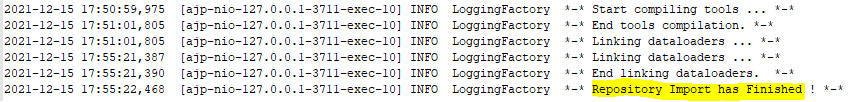 2021-12-15 17:50:59,975 [ajp-nio-127.0.0.1-3711-exec-10] INFO LoggingFactory *-* Start compiling tools ... *-*
2021-12-15 17:51:01,805 [ajp-nio-127.0.0.1-3711-exec-10] INFO LoggingFactory *-* End tools compilation. *-*
2021-12-15 17:51:01,805 [ajp-nio-127.0.0.1-3711-exec-10] INFO LoggingFactory *-* Linking dataloaders ... *-*
2021-12-15 17:55:21,387 [ajp-nio-127.0.0.1-3711-exec-10] INFO LoggingFactory *-* Linking dataloaders ... *-*
2021-12-15 17:55:21,390 [ajp-nio-127.0.0.1-3711-exec-10] INFO LoggingFactory *-* End linking dataloaders. *-*
2021-12-15 17:55:22,468 [ajp-nio-127.0.0.1-3711-exec-10] INFO LoggingFactory *-* Repository Import has Finished ! *-*